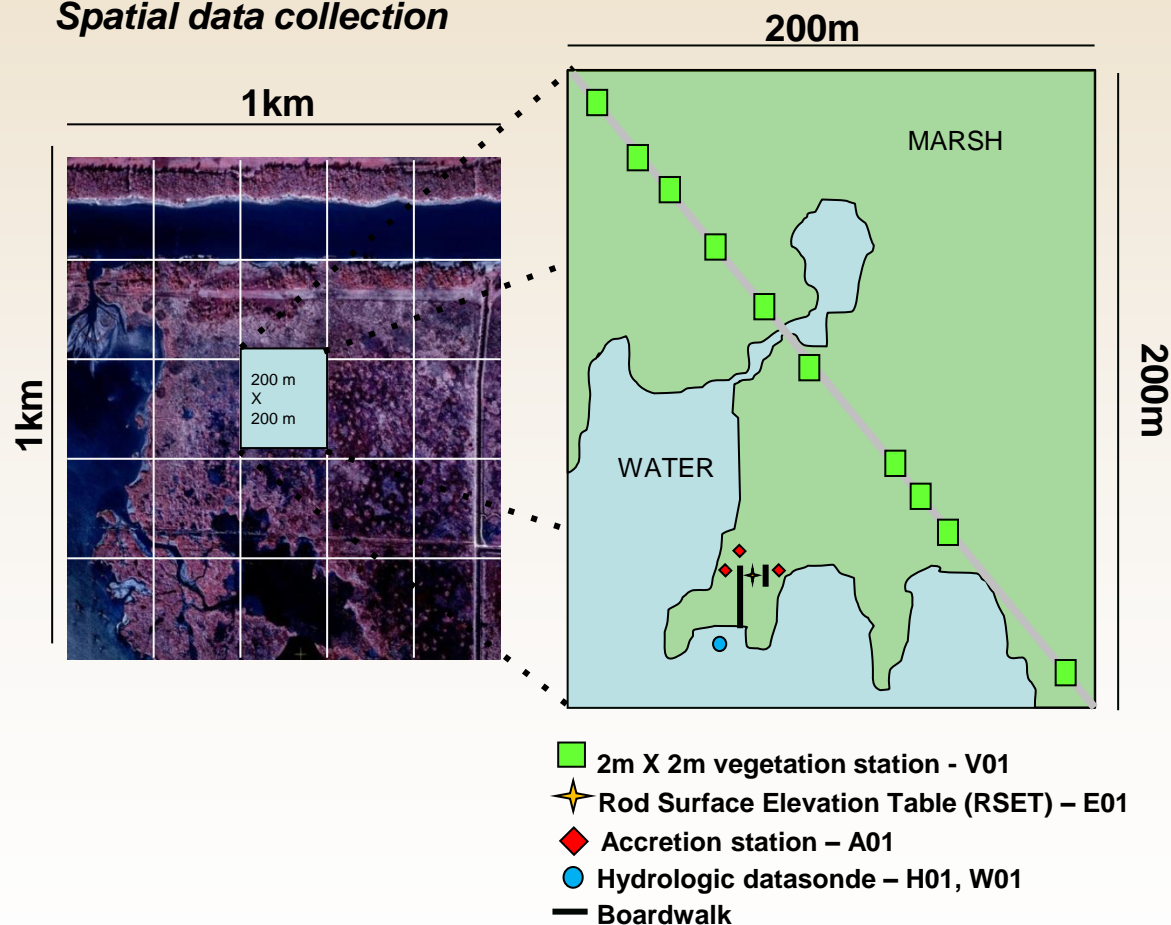 Spatial data collection
200m
1km
MARSH
1km
200 m
X
200 m
200m
WATER
2m X 2m vegetation station - V01
Rod Surface Elevation Table (RSET) – E01
Accretion station – A01
Hydrologic datasonde – H01, W01
Boardwalk